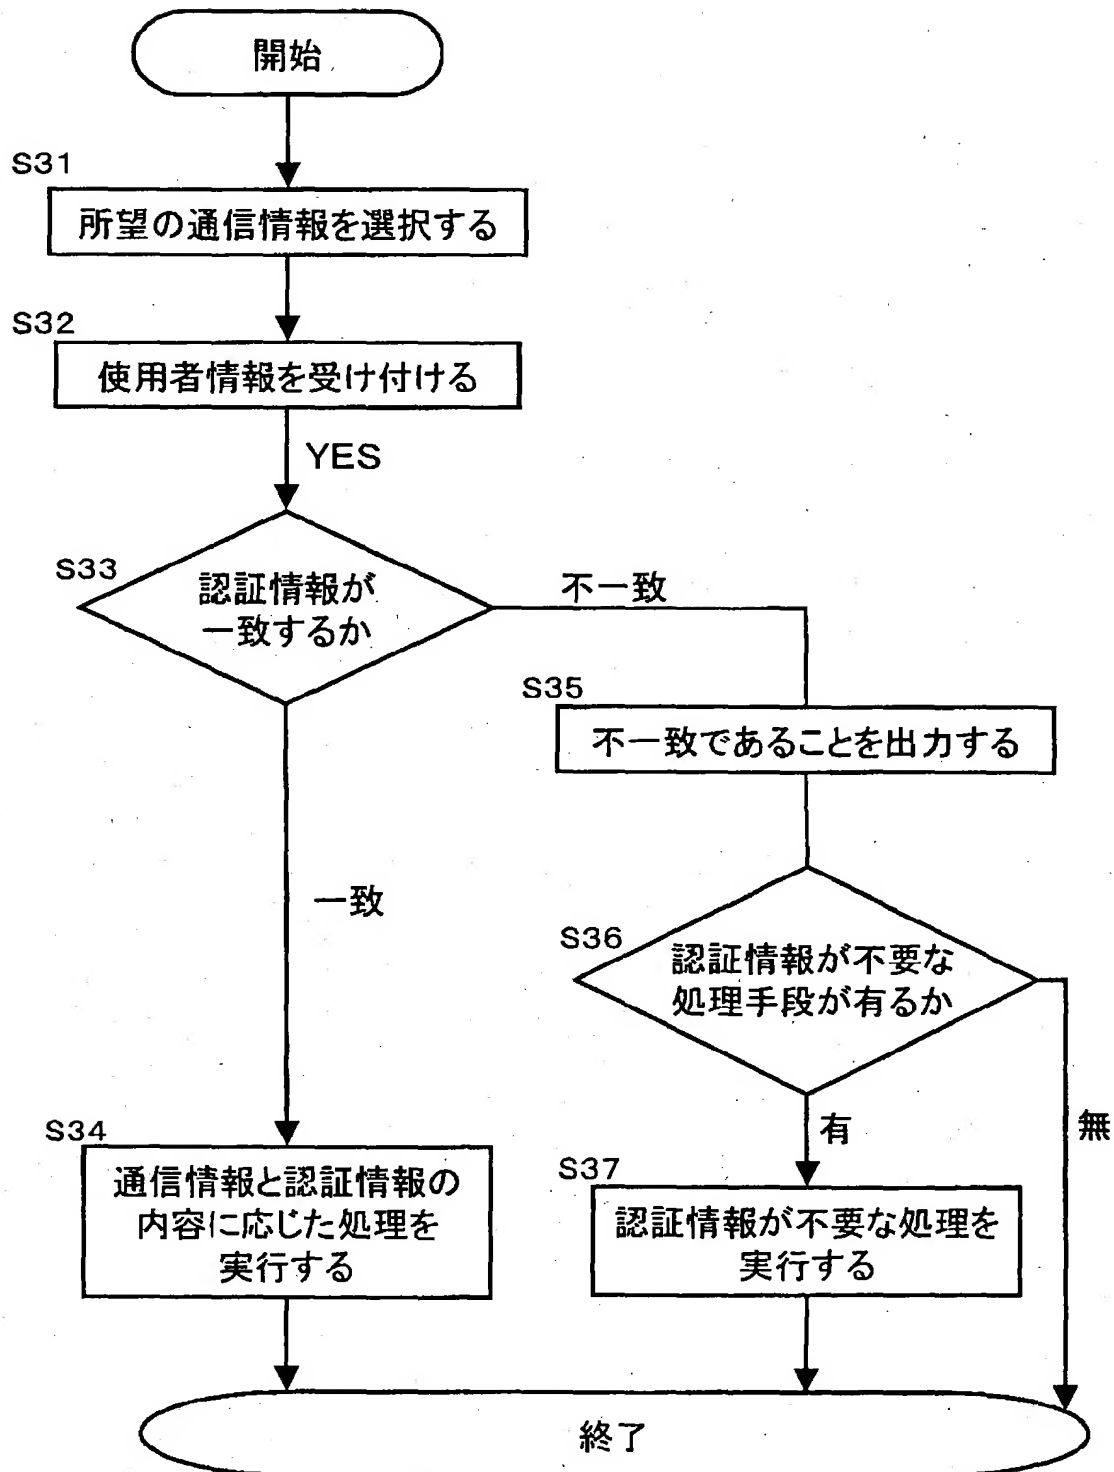 開始
S31
所望の通信情報を選択する
S32
使用者情報を受け付ける
YES
S33
認証情報が
一致するか
不一致
S35
不一致であることを出力する
一致
S36
認証情報が不要な
処理手段が有るか
有
無
S34
通信情報と認証情報の
内容に応じた処理を
実行する
S37
認証情報が不要な処理を
実行する
終了